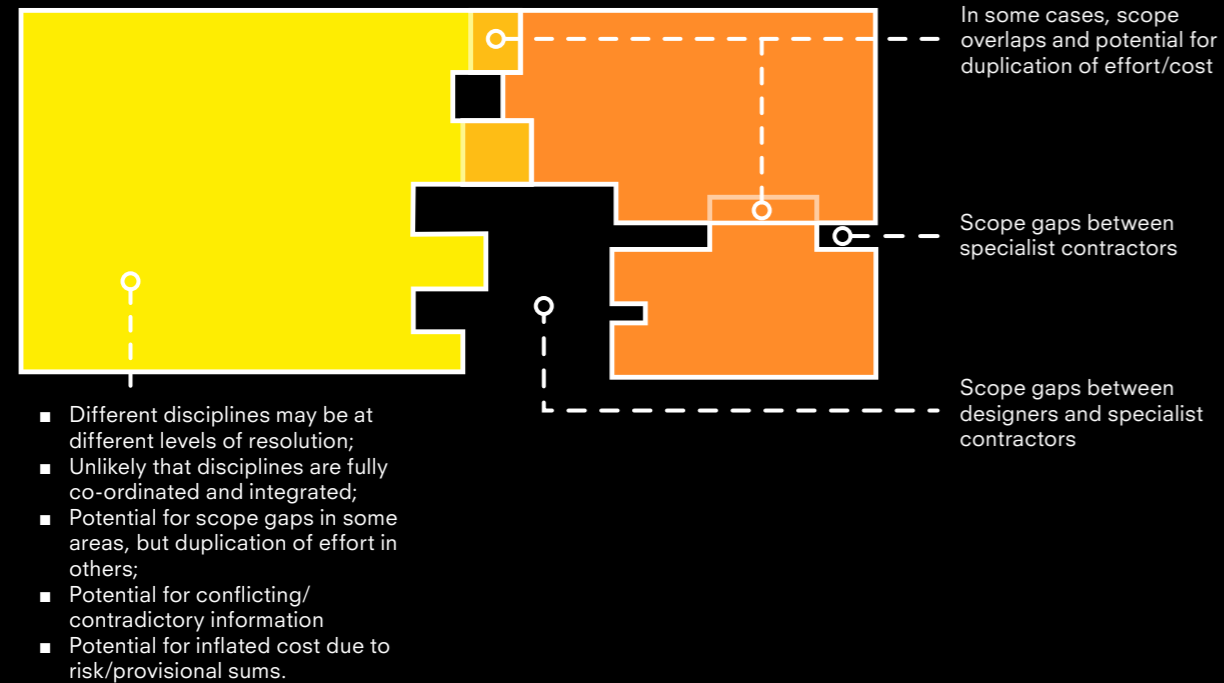 In some cases, scope
overlaps and potential for
duplication of effort/cost
Scope gaps between
specialist contractors
Scope gaps between
designers and specialist
contractors
■ Different disciplines may be at
different levels of resolution;
■ Unlikely that disciplines are fully
co-ordinated and integrated;
■ Potential for scope gaps in some
areas, but duplication of effort in
others;
■ Potential for conflicting/
contradictory information
■ Potential for inflated cost due to
risk/provisional sums.